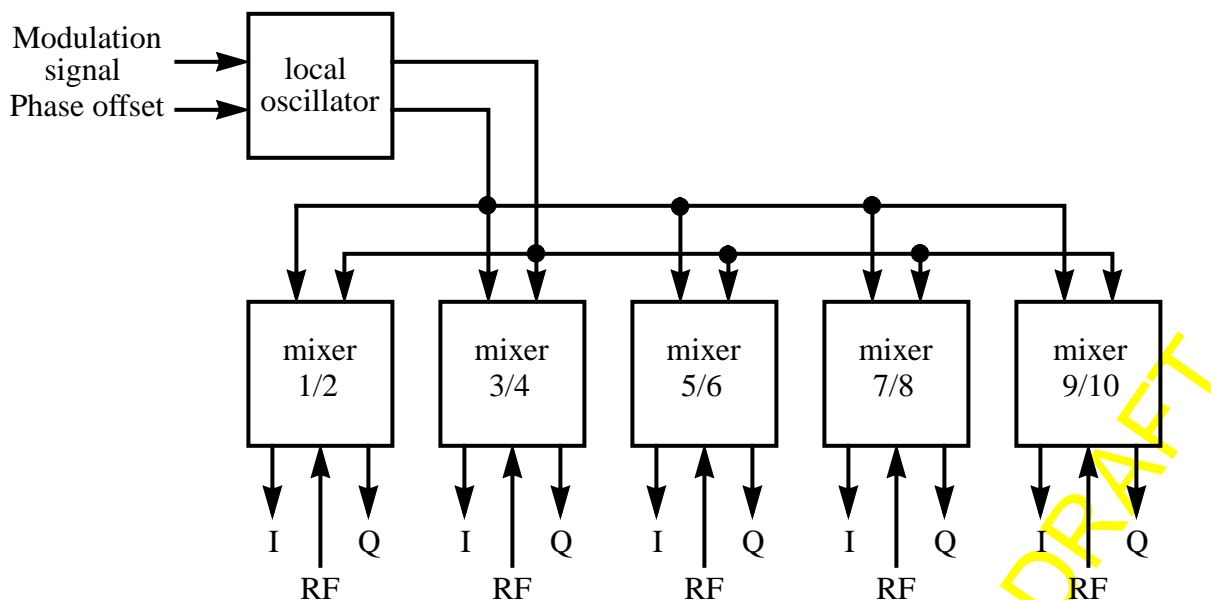 Modulation
signal
Phase offset
local
oscillator
mixer
1/2
mixer
3/4
mixer
5/6
mixer
7/8
mixer
9/10
I
Q
I
Q
I
Q
I
Q
I
Q
RF
RF
RF
RF
RF
DRAFT